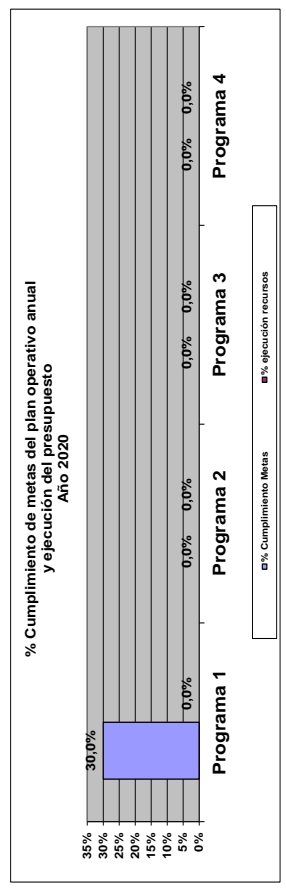 % Cumplimiento de metas del plan operativo anual
y ejecución del presupuesto
Año 2020
35%
30%
25%
20%
15%
10%
5%
0%
30,0%
0,0%
0,0%
0,0%
0,0%
0,0%
0,0%
0,0%
Programa 1
Programa 2
Programa 3
Programa 4
% Cumplimiento Metas
% ejecución recursos